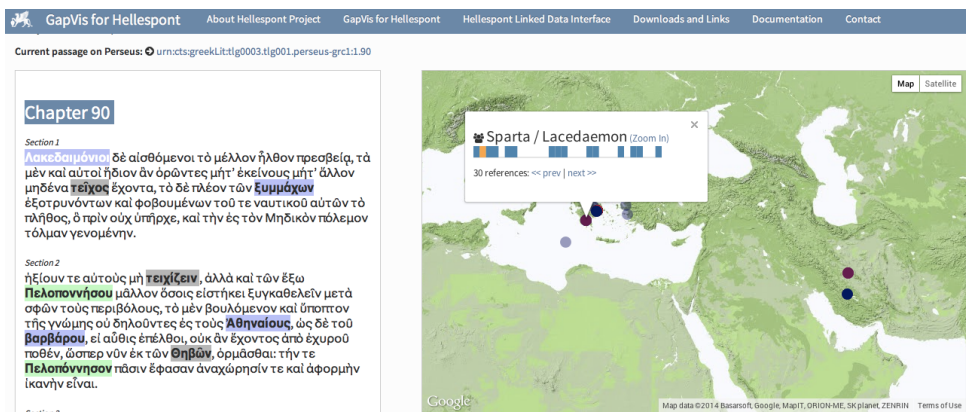 GapVis for Hellespont
About Hellespont Project
GapVis for Hellespont
Hellespont Linked Data Interface
Downloads and Links
Documentation
Contact
Current passage on Perseus: urn:cts:greekLit:tlg0003.tlg001.perseus-grc1:1.90
Chapter 90
Section 1
Λακεδαιμόνιοι δὲ αἰσθόμενοι τὸ μέλλον ἦλθον πρεσβείᾳ, τὰ
μὲν καὶ αὐτοὶ ἥδιον ἂν ὁρῶντες μήτ' ἐκείνους μήτ' ἄλλον
μηδένα τεῖχος ἔχοντα, τὸ δὲ πλέον τῶν ξυμμάχων
ἐξοτρυνόντων καὶ φοβουμένων τοῦ τε ναυτικοῦ αὐτῶν τὸ
πλῆθος, ὃ πρὶν οὐχ ὑπῆρχε, καὶ τὴν ἐς τὸν Μηδικὸν πόλεμον
τόλμαν γενομένην.
Section 2
ἠξίουν τε αὐτοὺς μὴ τειχίζειν , ἀλλὰ καὶ τῶν ἔξω
Πελοποννήσου μᾶλλον ὅσοις εἱστήκει ξυγκαθελεῖν μετὰ
σφῶν τοὺς περιβόλους, τὸ μὲν βουλόμενον καὶ ὕποπτον
τῆς γνώμης οὐ δηλοῦντες ἐς τοὺς Ἀθηναίους, ὡς δὲ τοῦ
βαρβάρου, εἰ αὖθις ἐπέλθοι, οὐκ ἂν ἔχοντος ἀπὸ ἐχυροῦ
ποθέν, ὥσπερ νῦν ἐκ τῶν Θηβῶν, ὁρμᾶσθαι: τήν τε
Πελοπόννησον πᾶσιν ἔφασαν ἀναχώρησίν τε καὶ ἀφορμὴν
ἱκανὴν εἶναι.
Map
Satellite
Sparta / Lacedaemon (Zoom In)
×
30 references: << prev | next >>
Google
Map data ©2014 Basarsoft, Google, MapIT, ORION-ME, SK planet, ZENRIN
Terms of Use